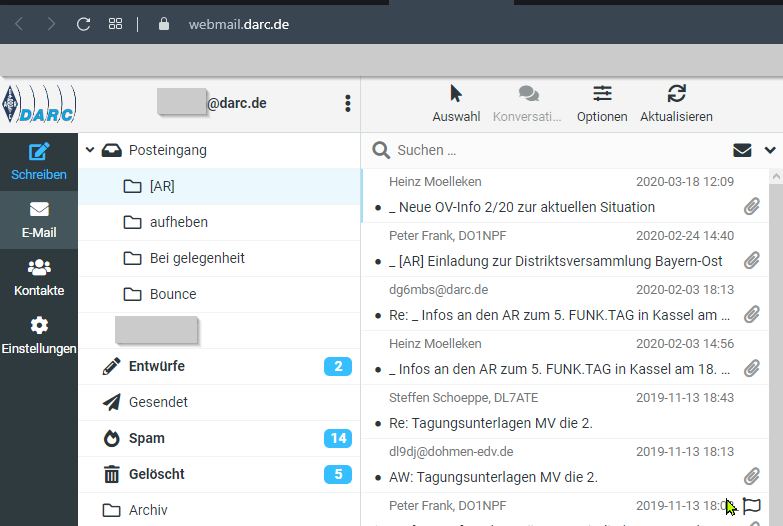 webmail.darc.de
DARC
@darc.de
Auswahl
Konversati...
Optionen
Aktualisieren
Schreiben
E-Mail
Kontakte
Einstellungen
Posteingang
[AR]
aufheben
Bei gelegenheit
Bounce
Entwürfe 2
Gesendet
Spam 14
Gelöscht 5
Archiv
Suchen ...
Heinz Moelleken 2020-03-18 12:09
_ Neue OV-Info 2/20 zur aktuellen Situation
Peter Frank, DO1NPF 2020-02-24 14:40
_ [AR] Einladung zur Distriktsversammlung Bayern-Ost
dg6mbs@darc.de 2020-02-03 18:13
Re: _ Infos an den AR zum 5. FUNK.TAG in Kassel am ...
Heinz Moelleken 2020-02-03 14:56
_ Infos an den AR zum 5. FUNK.TAG in Kassel am 18. ...
Steffen Schoeppe, DL7ATE 2019-11-13 18:43
Re: Tagungsunterlagen MV die 2.
dl9dj@dohmen-edv.de 2019-11-13 18:13
AW: Tagungsunterlagen MV die 2.
Peter Frank, DO1NPF 2019-11-13